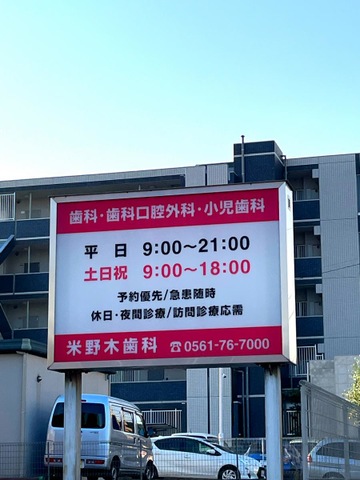 歯科・歯科口腔外科・小児歯科
平日 9:00～21:00
土日祝 9:00～18:00
予約優先/急患随時
休日・夜間診療/訪問診療応需
米野木歯科 ☎0561-76-7000